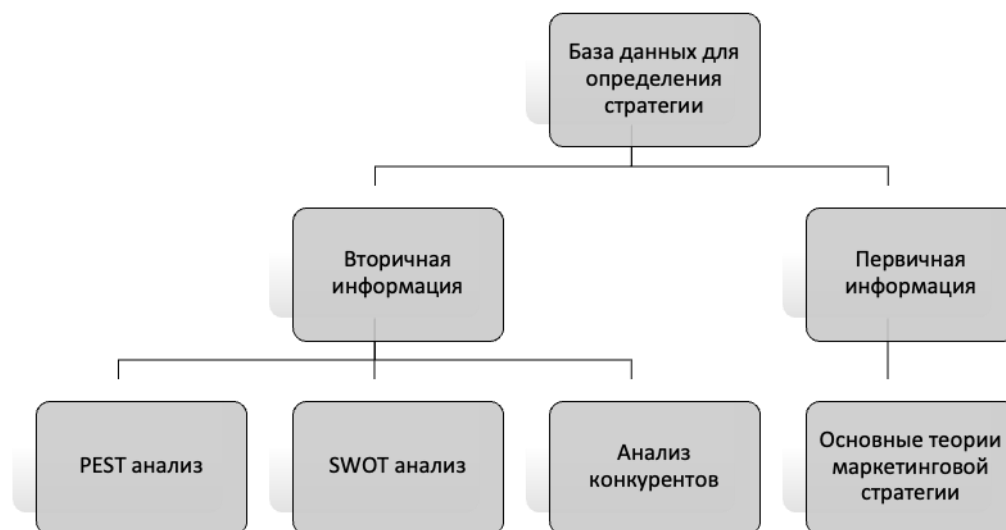 База данных для
определения
стратегии
Вторичная
информация
Первичная
информация
PEST анализ
SWOT анализ
Анализ
конкурентов
Основные теории
маркетинговой
стратегии